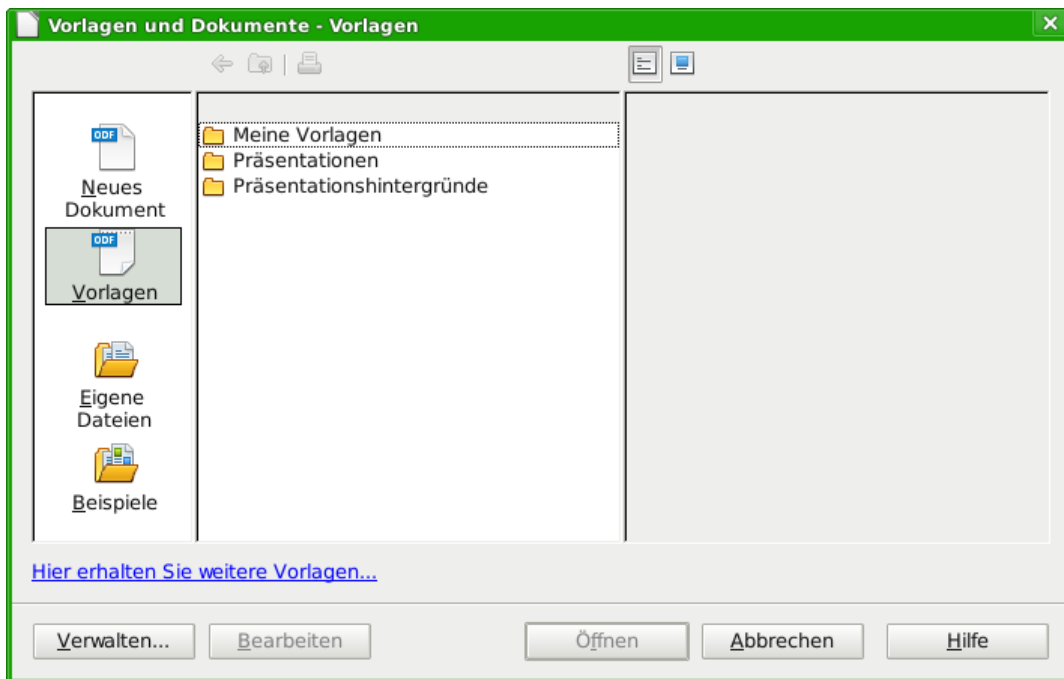 Vorlagen und Dokumente - Vorlagen
ODF
Neues
Dokument
ODF
Vorlagen
Eigene
Dateien
Beispiele
Meine Vorlagen
Präsentationen
Präsentationshintergründe
Hier erhalten Sie weitere Vorlagen...
Verwalten...
Bearbeiten
Öffnen
Abbrechen
Hilfe